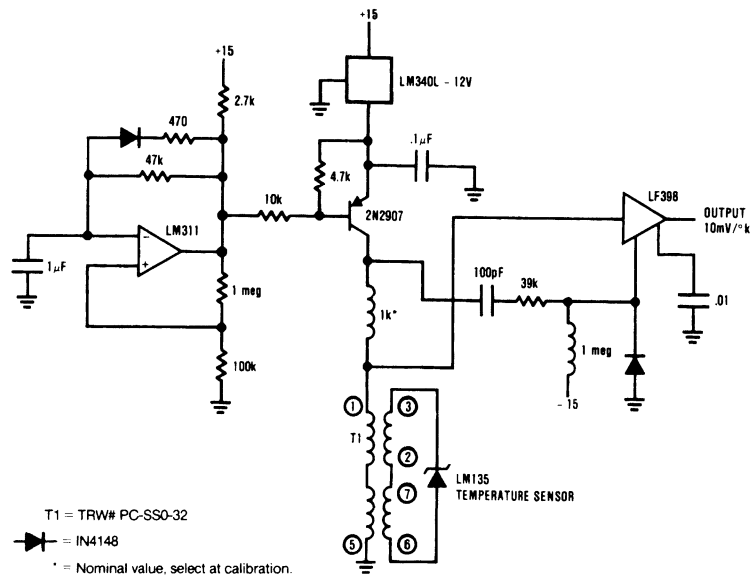 +15
+15
LM340L - 12V
2.7k
470
47k
.1µF
4.7k
10k
2N2907
LM311
−
+
1µF
1 meg
100k
1k*
LF398
OUTPUT
10mV/°k
100pF
39k
.01
1 meg
- 15
1
3
T1
2
7
LM135
TEMPERATURE SENSOR
5
6
T1 = TRW# PC-SS0-32
= IN4148
* = Nominal value, select at calibration.